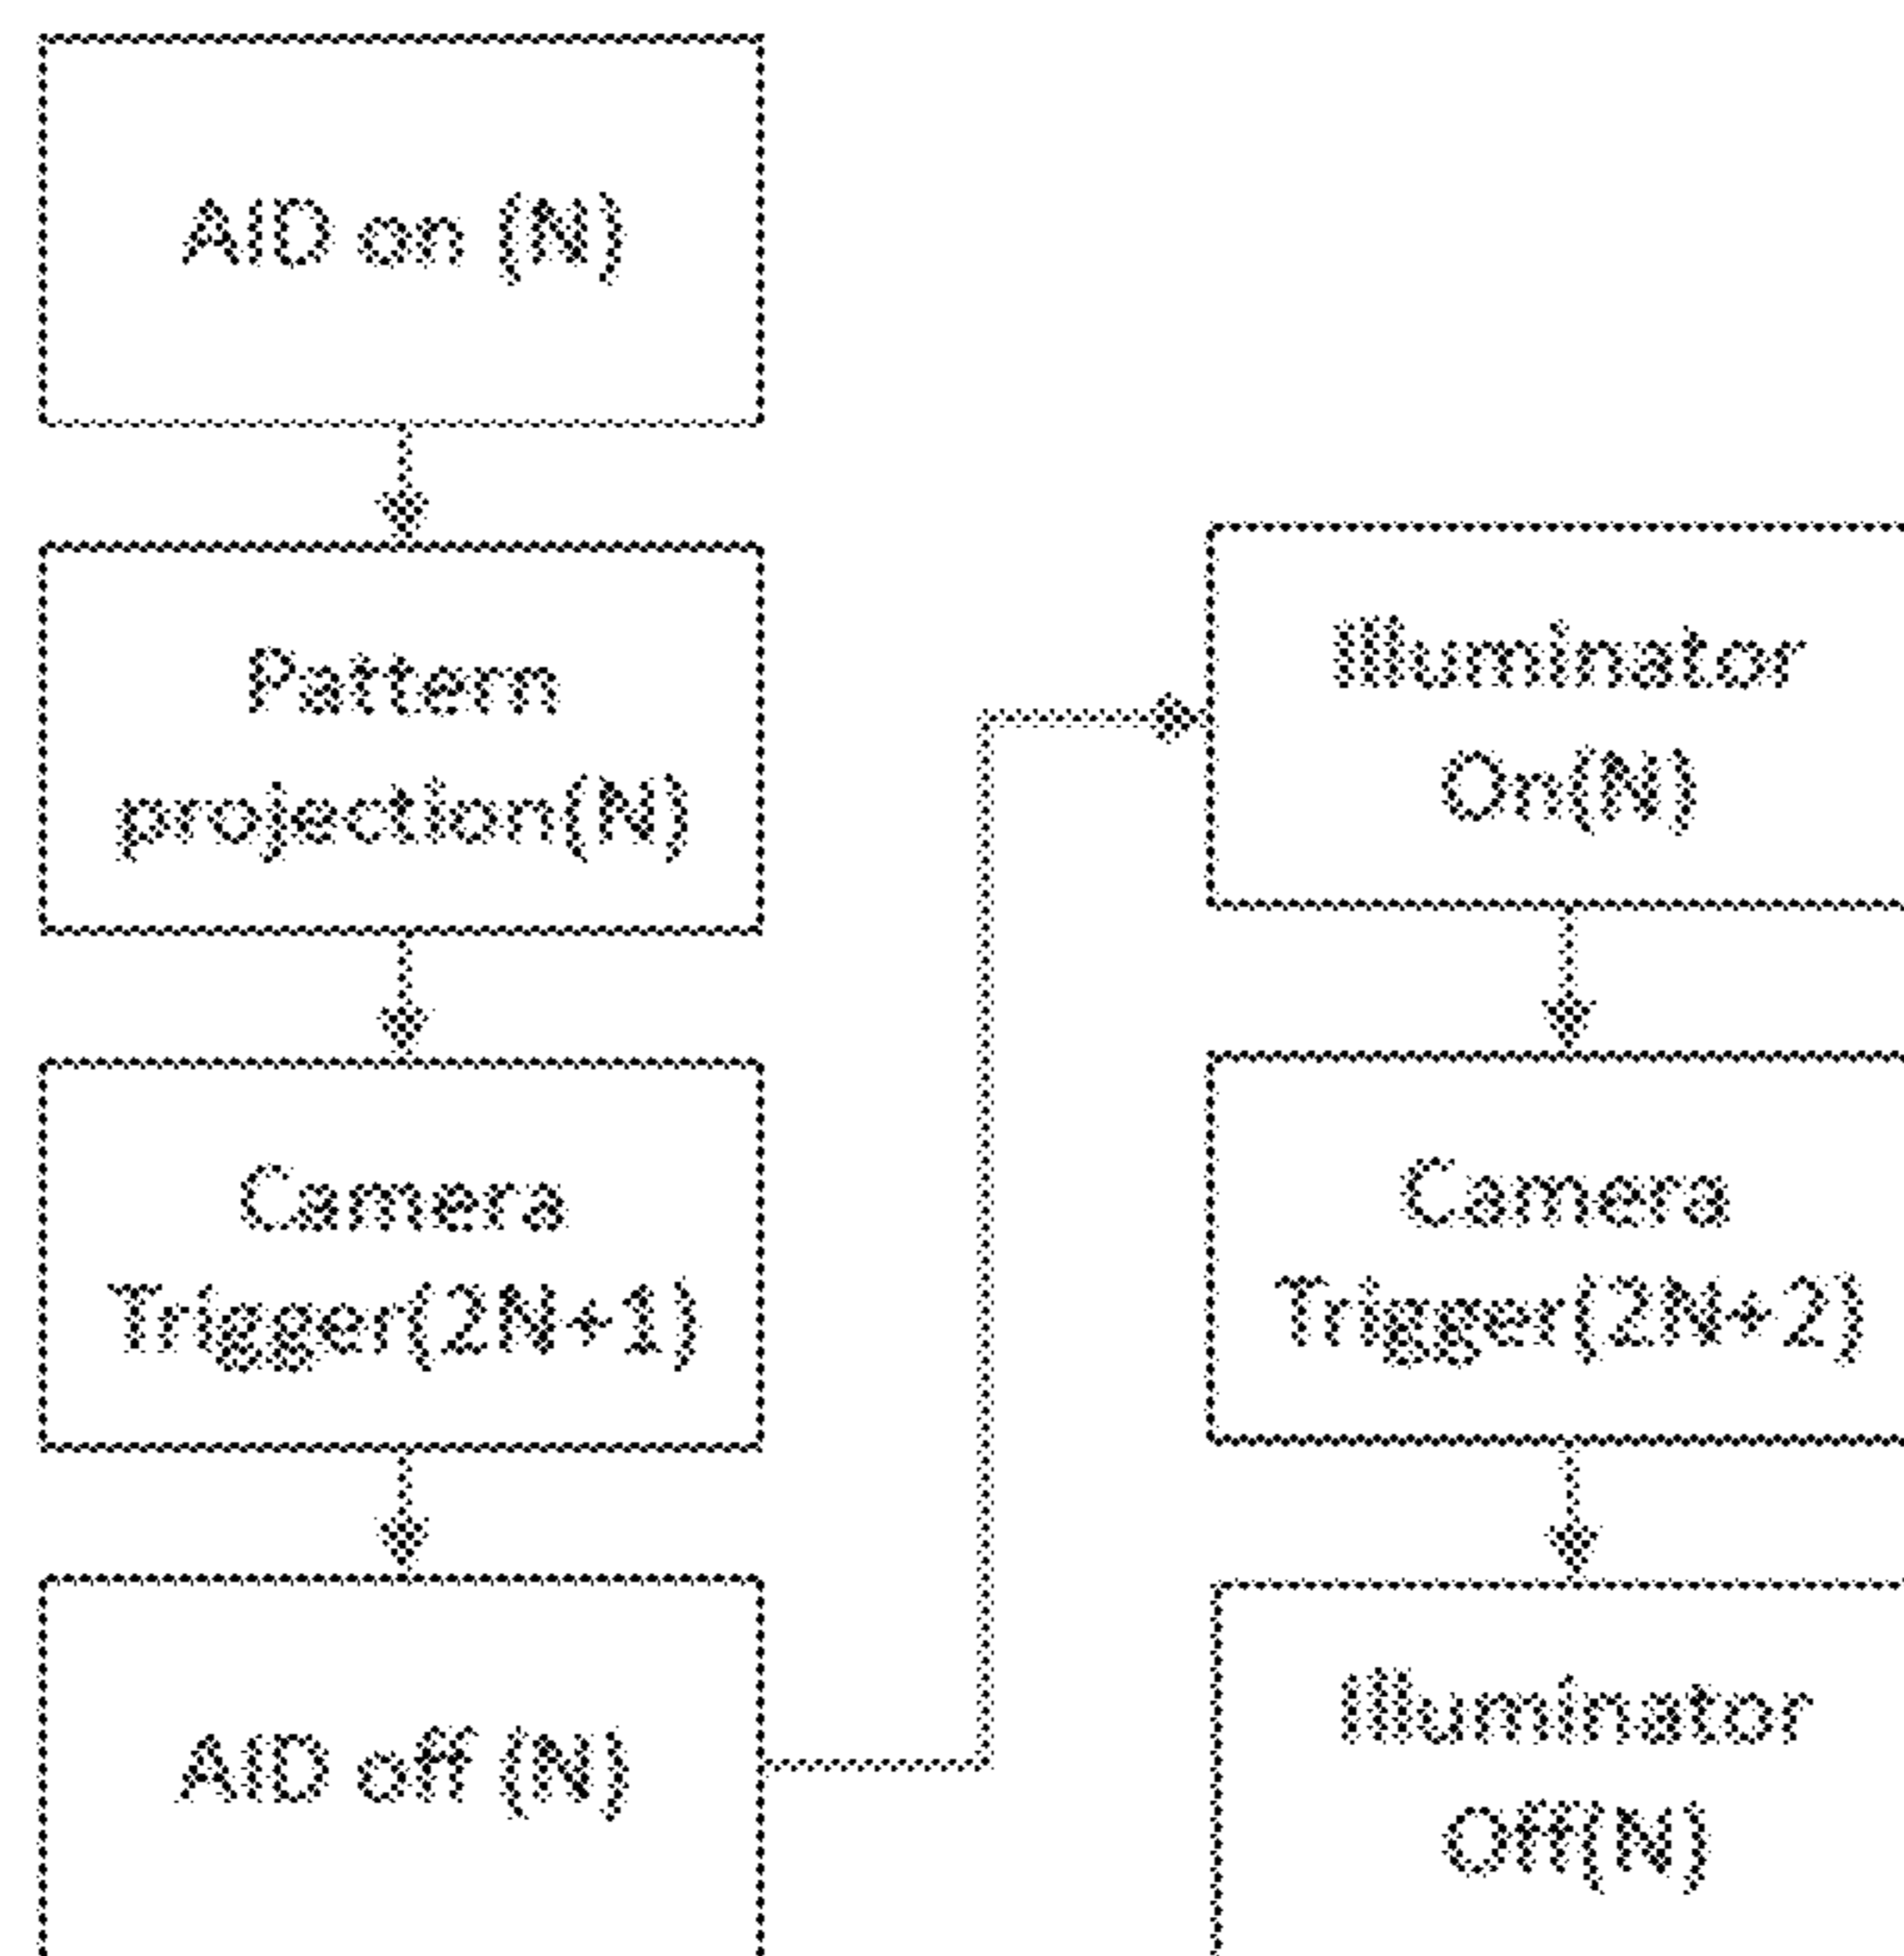 AID on (N)
Pattern
projection(N)
Camera
Trigger(2N+1)
AID off (N)
Illuminator
On(N)
Camera
Trigger(2N+2)
Illuminator
Off(N)